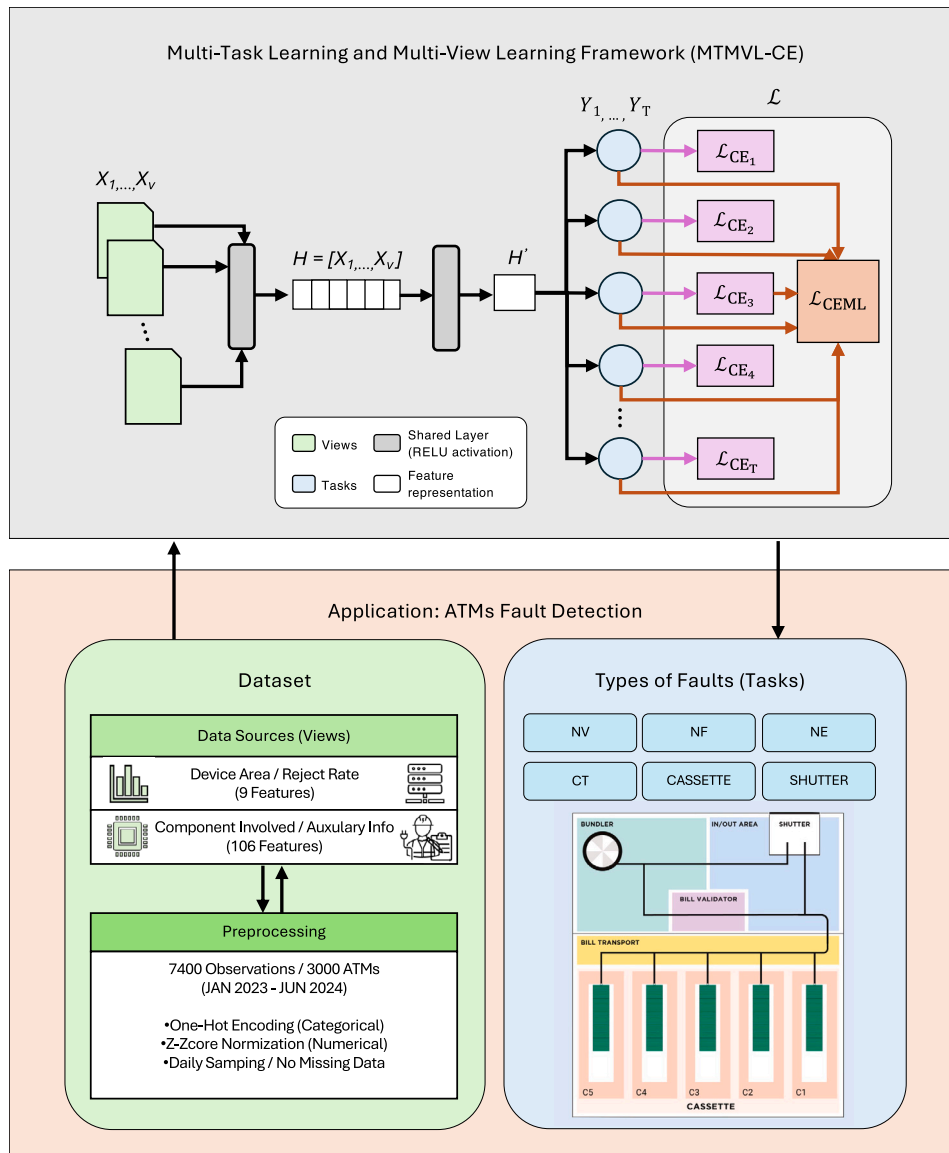 Multi-Task Learning and Multi-View Learning Framework (MTMVL-CE)
Y1, ... , YT
ℒ
X1,...,Xv
ℒCE1
ℒCE2
H = [X1,...,Xv]
H'
ℒCE3
ℒCEML
ℒCE4
ℒCET
Views
Shared Layer
(RELU activation)
Tasks
Feature
representation
Application: ATMs Fault Detection
Dataset
Data Sources (Views)
Device Area / Reject Rate
(9 Features)
Component Involved / Auxulary Info
(106 Features)
Preprocessing
7400 Observations / 3000 ATMs
(JAN 2023 - JUN 2024)
•One-Hot Encoding (Categorical)
•Z-Zcore Normization (Numerical)
•Daily Samping / No Missing Data
Types of Faults (Tasks)
NV
NF
NE
CT
CASSETTE
SHUTTER
BUNDLER
IN/OUT AREA
SHUTTER
BILL VALIDATOR
BILL TRANSPORT
C5
C4
C3
C2
C1
CASSETTE